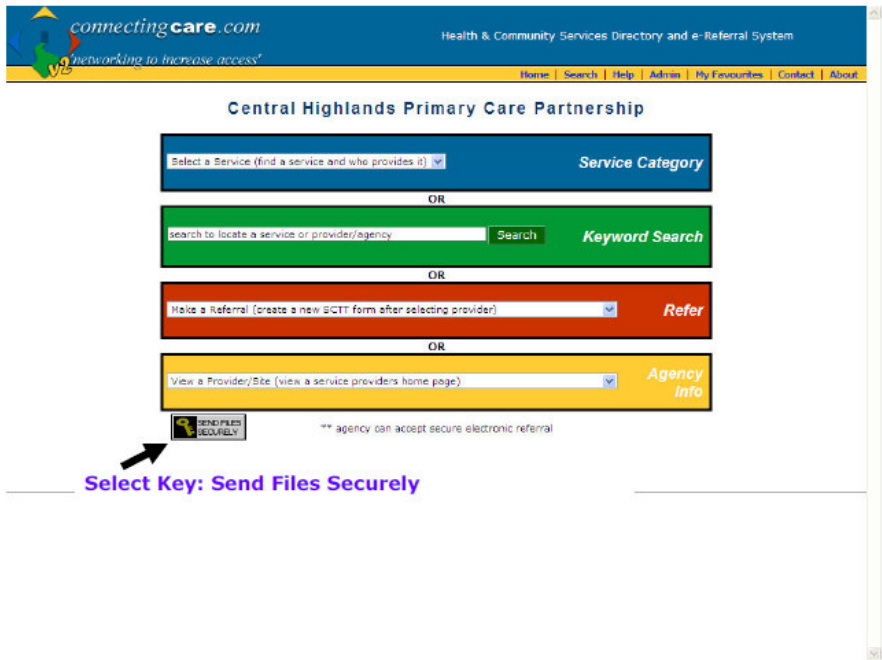 connectingcare.com
Health & Community Services Directory and e-Referral System
'networking to increase access'
v2
Home | Search | Help | Admin | My Favourites | Contact | About
Central Highlands Primary Care Partnership
Select a Service (find a service and who provides it)
Service Category
OR
search to locate a service or provider/agency
Search
Keyword Search
OR
Make a Referral (create a new SCTT form after selecting provider)
Refer
OR
View a Provider/Site (view a service providers home page)
Agency
Info
SEND FILES
SECURELY
** agency can accept secure electronic referral
Select Key: Send Files Securely